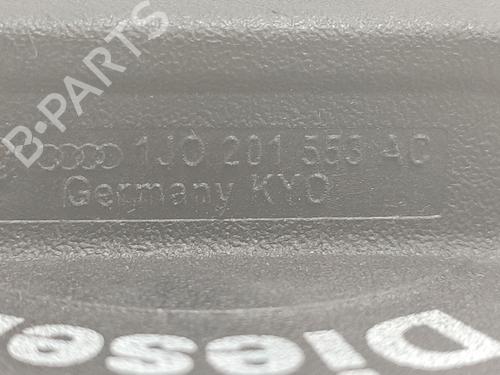 B-PARTS
1J0 201 553 AC
Germany KYO
Diesel